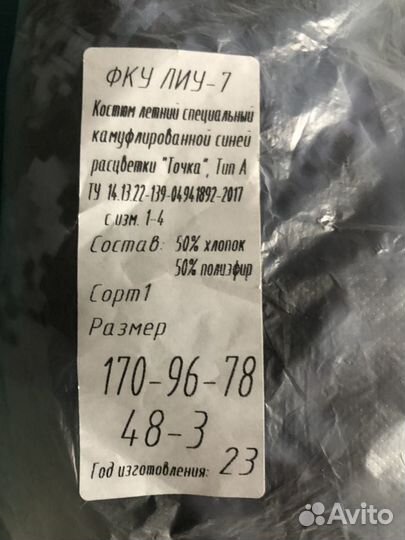 ФКУ ЛИУ-7
Костюм летний специальный
камуфлированной синей
расцветки "Точка", Тип А
ТУ 14.13.22-139-04941892-2017
с изм. 1-4
Состав: 50% хлопок
50% полиэфир
Сорт1
Размер
170-96-78
48-3
Год изготовления: 23
Avito